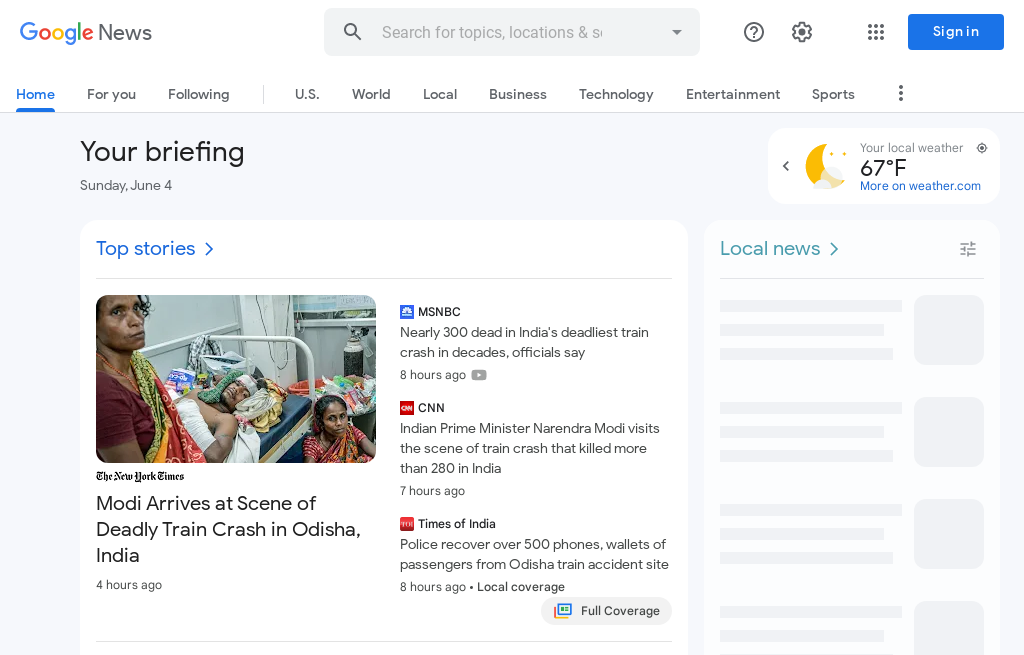 Google News
Search for topics, locations & so
Sign in
Home
For you
Following
U.S.
World
Local
Business
Technology
Entertainment
Sports
Your briefing
Sunday, June 4
Your local weather
67°F
More on weather.com
Top stories
Local news
The New York Times
Modi Arrives at Scene of
Deadly Train Crash in Odisha,
India
4 hours ago
MSNBC
Nearly 300 dead in India's deadliest train
crash in decades, officials say
8 hours ago
CNN
CNN
Indian Prime Minister Narendra Modi visits
the scene of train crash that killed more
than 280 in India
7 hours ago
TOI
Times of India
Police recover over 500 phones, wallets of
passengers from Odisha train accident site
8 hours ago • Local coverage
Full Coverage